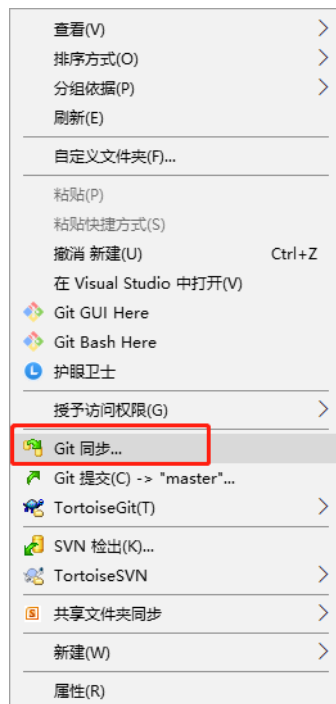 查看(V)
排序方式(O)
分组依据(P)
刷新(E)
自定义文件夹(F)...
粘贴(P)
粘贴快捷方式(S)
撤消 新建(U) Ctrl+Z
在 Visual Studio 中打开(V)
Git GUI Here
Git Bash Here
护眼卫士
授予访问权限(G)
Git 同步...
Git 提交(C) -> "master"...
TortoiseGit(T)
SVN 检出(K)...
TortoiseSVN
共享文件夹同步
新建(W)
属性(R)